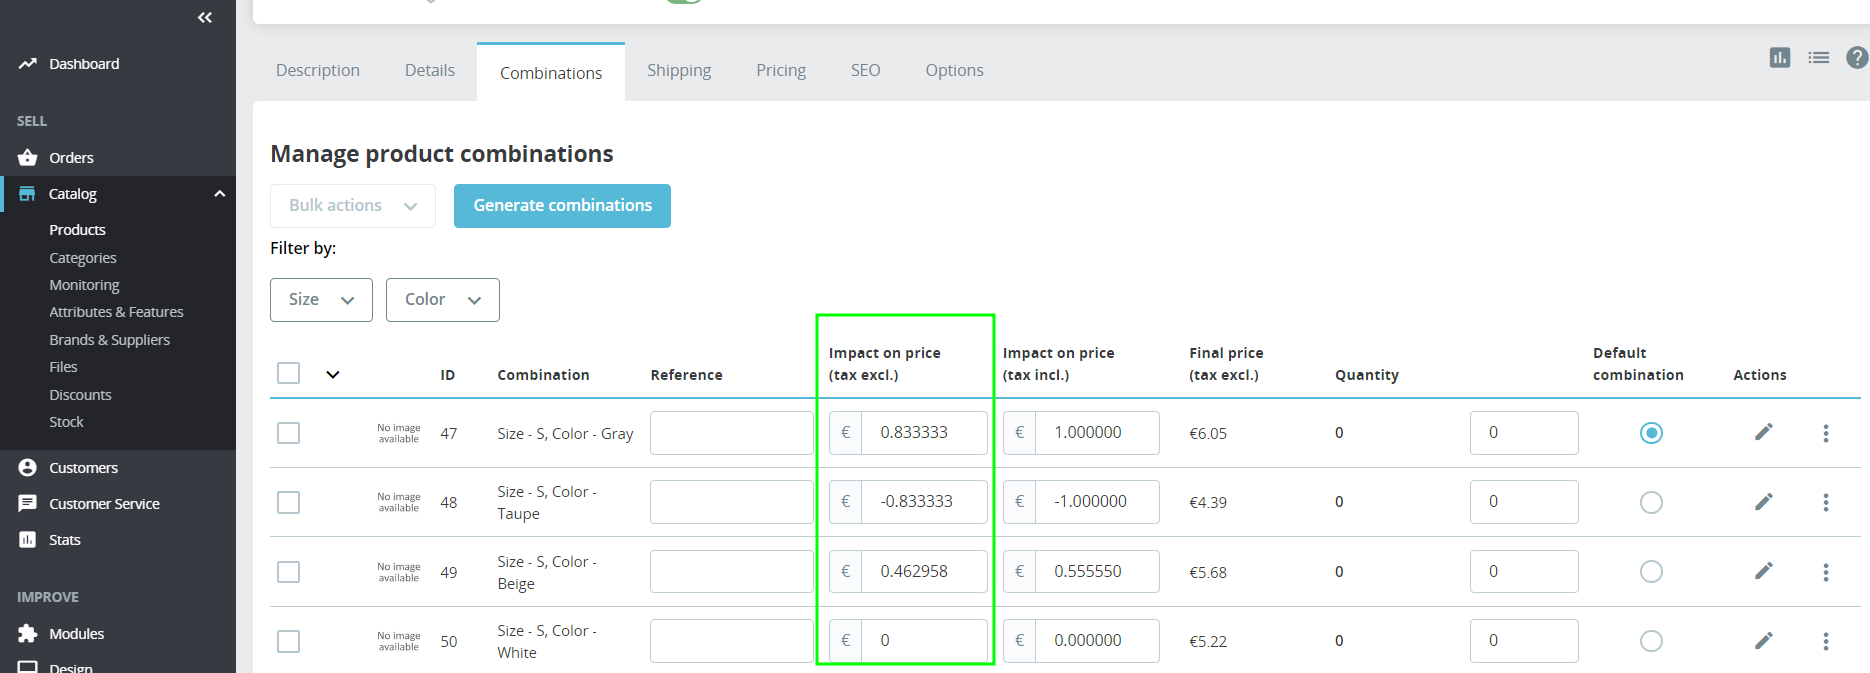 Dashboard
SELL
Orders
Catalog
Products
Categories
Monitoring
Attributes & Features
Brands & Suppliers
Files
Discounts
Stock
Customers
Customer Service
Stats
IMPROVE
Modules
Design
Description Details Combinations Shipping Pricing SEO Options
?
Manage product combinations
Bulk actions Generate combinations
Filter by:
Size Color
ID Combination Reference Impact on price (tax excl.) Impact on price (tax incl.) Final price (tax excl.) Quantity Default combination Actions
No image available 47 Size - S, Color - Gray € 0.833333 € 1.000000 €6.05 0 0
No image available 48 Size - S, Color - Taupe € -0.833333 € -1.000000 €4.39 0 0
No image available 49 Size - S, Color - Beige € 0.462958 € 0.555550 €5.68 0 0
No image available 50 Size - S, Color - White € 0 € 0.000000 €5.22 0 0